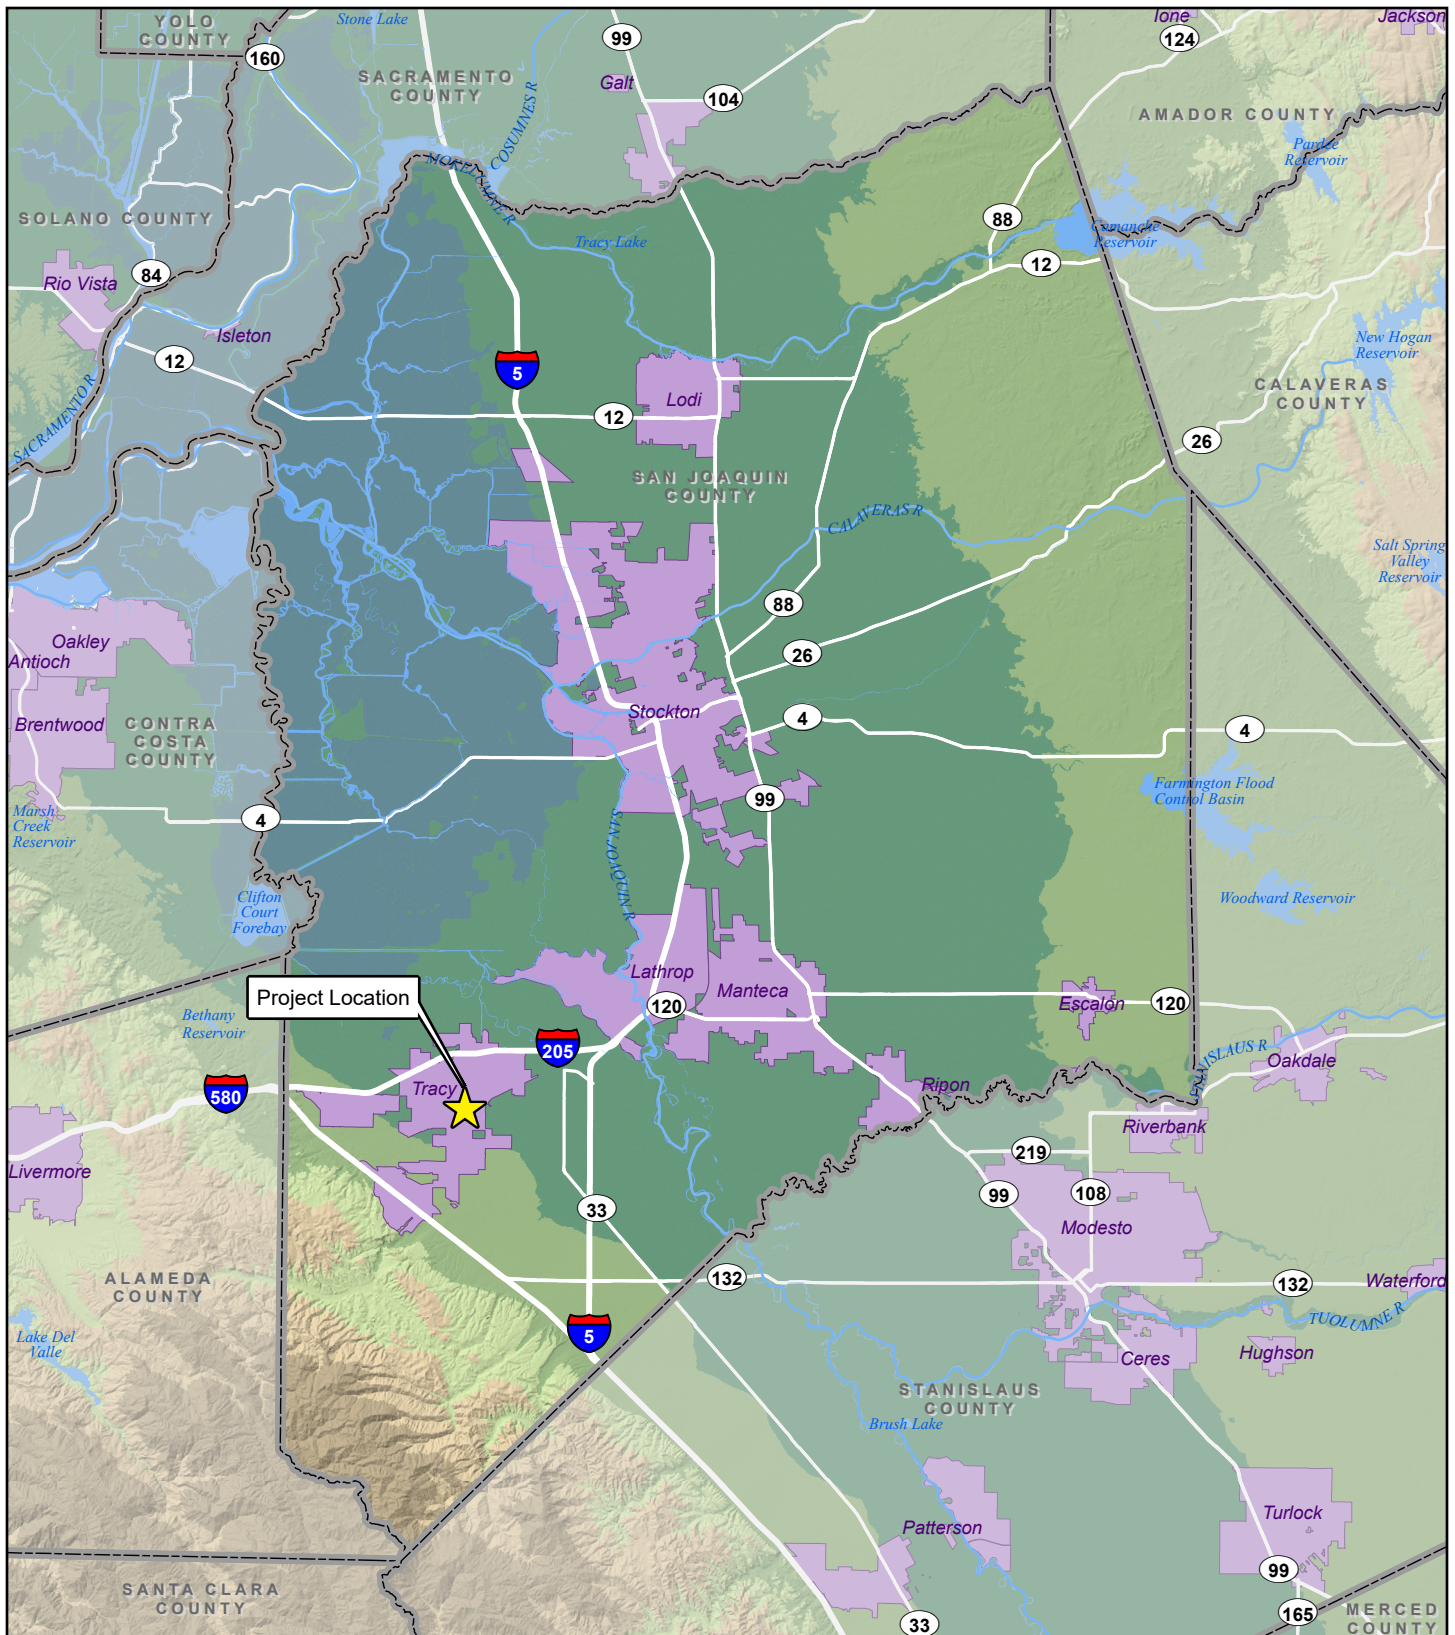 YOLO
COUNTY
Stone Lake
99
Ione
Jackson
124
160
SACRAMENTO
COUNTY
Galt
104
COSUMNES R
AMADOR COUNTY
Pardee
Reservoir
MOKELUMNE R
SOLANO COUNTY
88
Tracy Lake
Camanche
Reservoir
12
84
Rio Vista
Isleton
12
New Hogan
Reservoir
5
SACRAMENTO R
CALAVERAS
COUNTY
Lodi
12
26
SAN JOAQUIN
COUNTY
CALAVERAS R
Salt Spring
Valley
Reservoir
88
Oakley
Antioch
26
Brentwood
CONTRA
COSTA
COUNTY
Stockton
4
4
Farmington Flood
Control Basin
99
Marsh
Creek
Reservoir
4
SAN JOAQUIN R
Clifton
Court
Forebay
Woodward Reservoir
Lathrop
Manteca
Project Location
120
Escalon
120
Bethany
Reservoir
205
STANISLAUS R
Oakdale
580
Tracy
Ripon
Riverbank
Livermore
219
99
108
33
Modesto
ALAMEDA
COUNTY
132
132
Waterford
TUOLUMNE R
Lake Del
Valle
5
Ceres
Hughson
STANISLAUS
COUNTY
Brush Lake
Turlock
Patterson
99
SANTA CLARA
COUNTY
33
165
MERCED
COUNTY